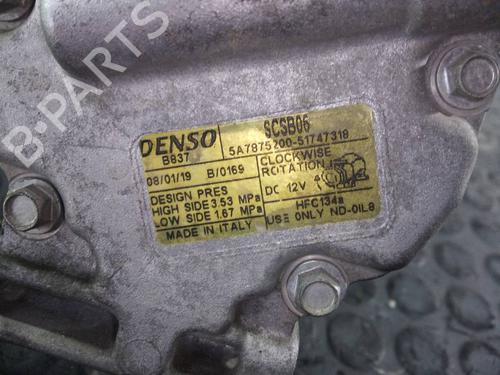 B-PARTS
DENSO
SCSB06
B837
5A7875200-51747318
08/01/19 B/0169
CLOCKWISE
ROTATION
DESIGN PRES
HIGH SIDE 3.53 MPa
DC 12V
LOW SIDE 1.67 MPa
HFC134a
MADE IN ITALY
USE ONLY ND-OIL8